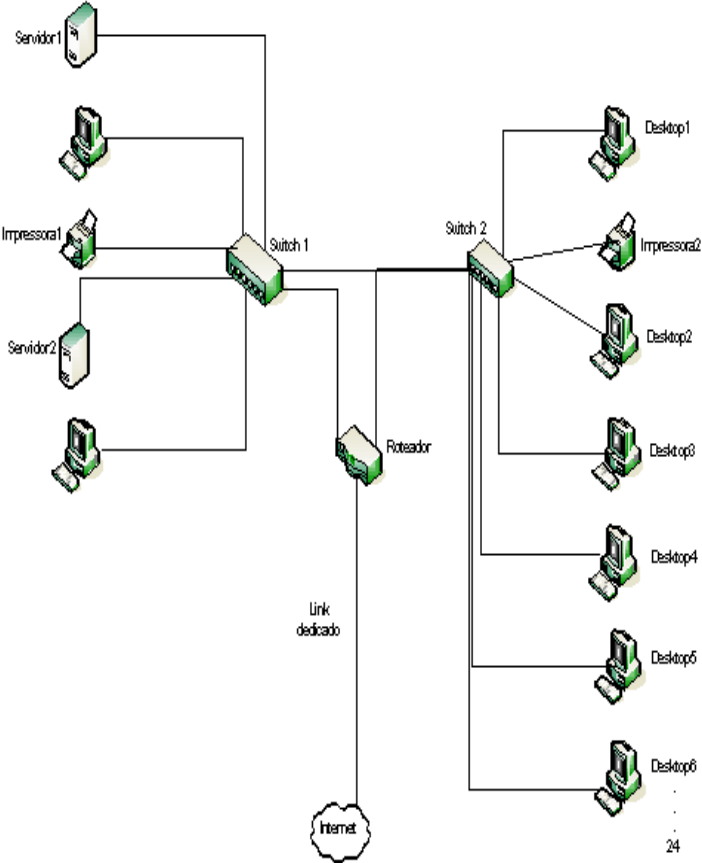 Servidor1
Desktop1
Impressora1
Switch 1
Switch 2
Impressora2
Servidor2
Desktop2
Roteador
Desktop3
Desktop4
Link
dedicado
Desktop5
Desktop6
.
.
.
24
Internet